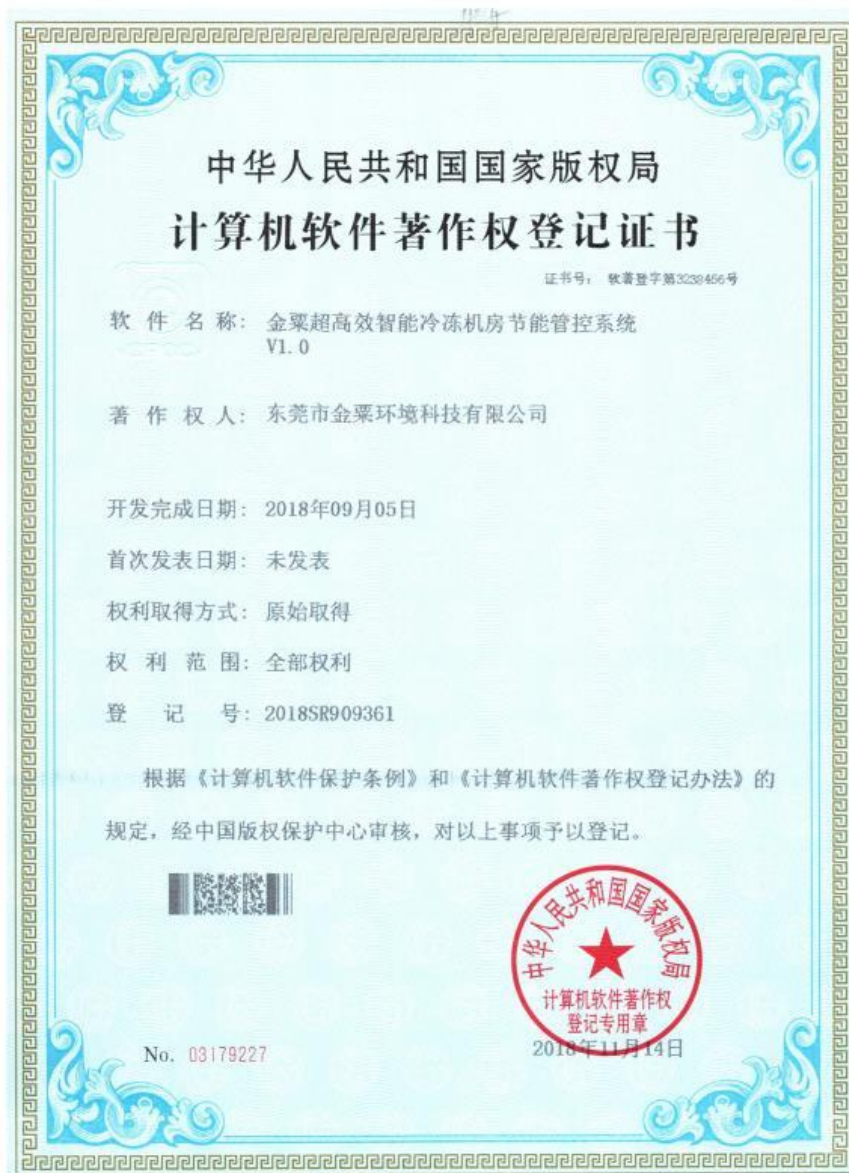 中华人民共和国国家版权局
计算机软件著作权登记证书
证书号: 软著登字第3238456号
软件名称: 金粟超高效智能冷冻机房节能管控系统
V1.0
著作权人: 东莞市金粟环境科技有限公司
开发完成日期: 2018年09月05日
首次发表日期: 未发表
权利取得方式: 原始取得
权利范围: 全部权利
登记号: 2018SR909361
根据《计算机软件保护条例》和《计算机软件著作权登记办法》的
规定，经中国版权保护中心审核，对以上事项予以登记。
中华人民共和国国家版权局
计算机软件著作权
登记专用章
No. 03179227
2018年11月14日